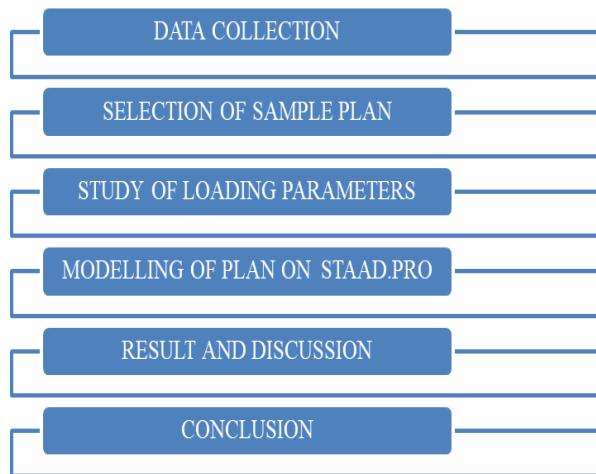 DATA COLLECTION
SELECTION OF SAMPLE PLAN
STUDY OF LOADING PARAMETERS
MODELLING OF PLAN ON STAAD.PRO
RESULT AND DISCUSSION
CONCLUSION